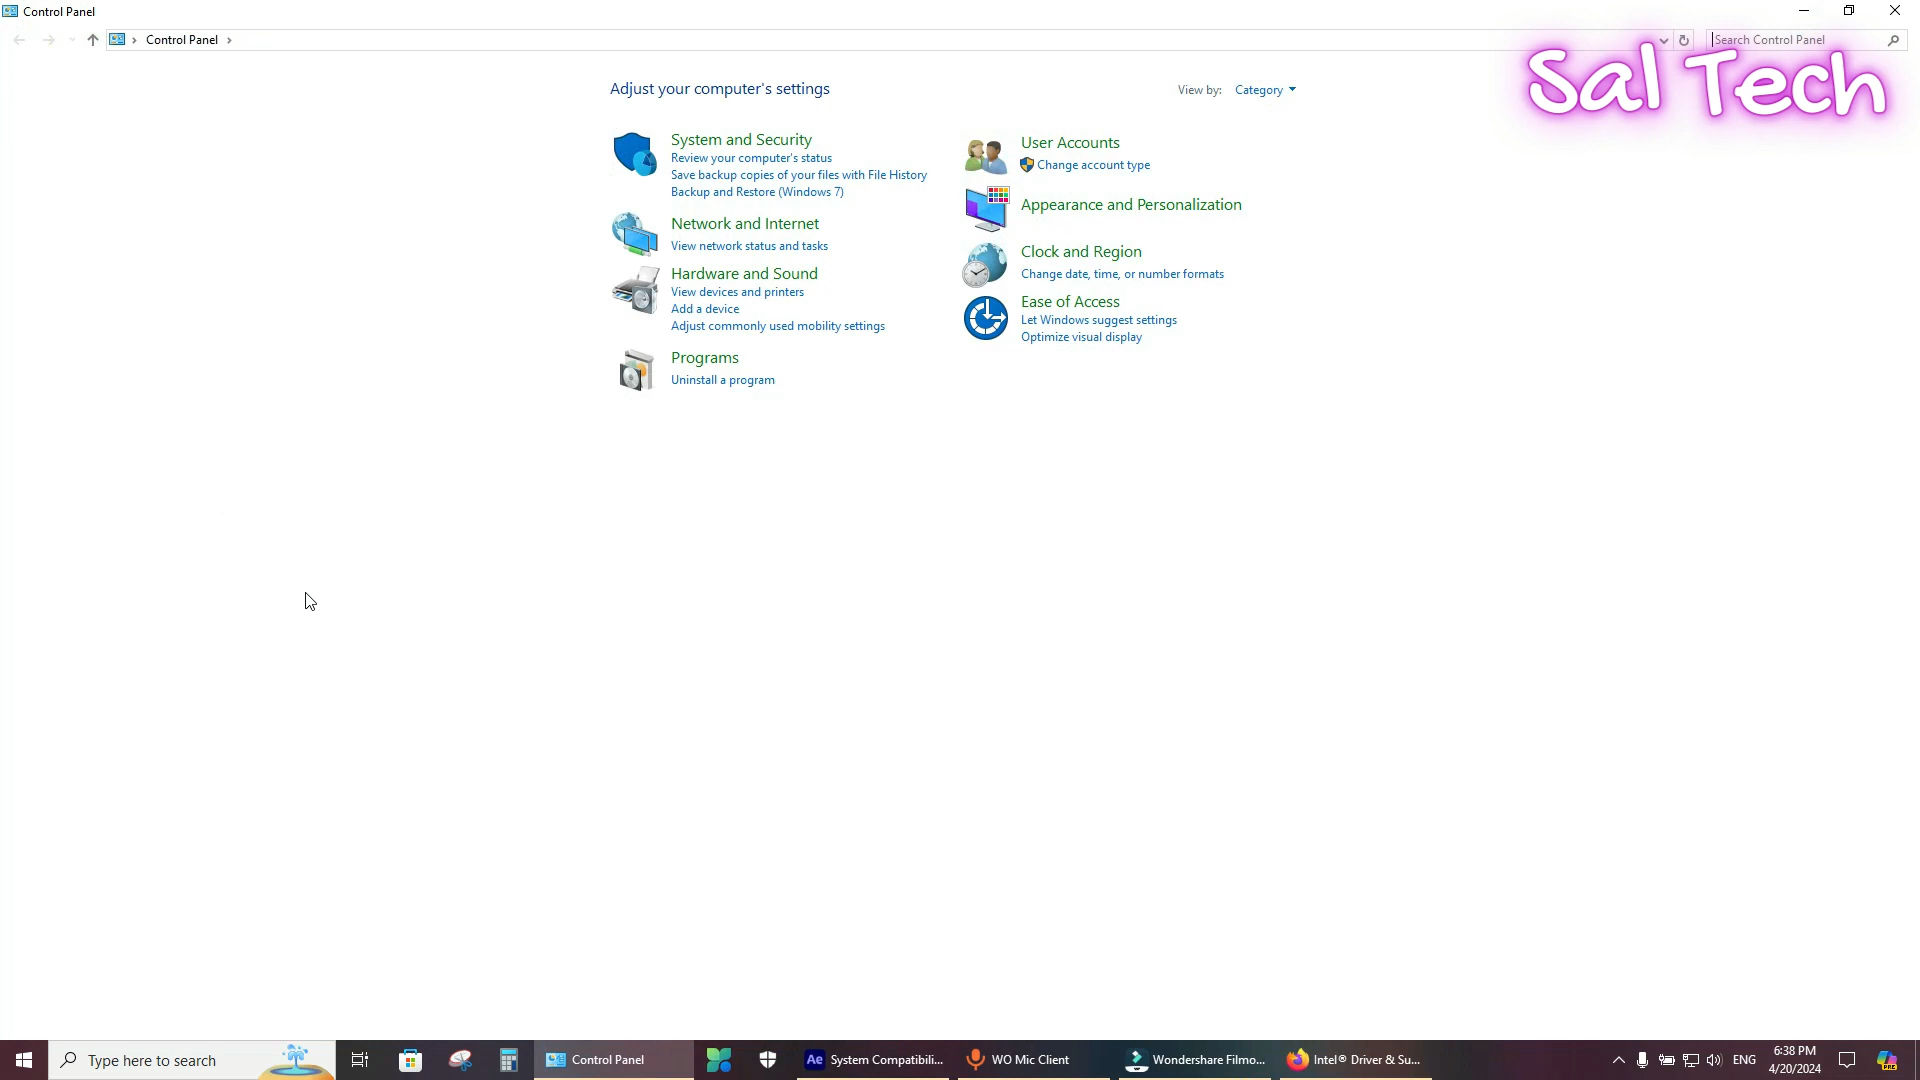 Control Panel
Control Panel
Search Control Panel
Sal Tech
Adjust your computer's settings
View by: Category
System and Security
Review your computer's status
Save backup copies of your files with File History
Backup and Restore (Windows 7)
Network and Internet
View network status and tasks
Hardware and Sound
View devices and printers
Add a device
Adjust commonly used mobility settings
Programs
Uninstall a program
User Accounts
Change account type
Appearance and Personalization
Clock and Region
Change date, time, or number formats
Ease of Access
Let Windows suggest settings
Optimize visual display
Type here to search
Control Panel
Ae System Compatibili...
WO Mic Client
Wondershare Filmo...
Intel® Driver & Su...
ENG
6:38 PM
4/20/2024
PRE